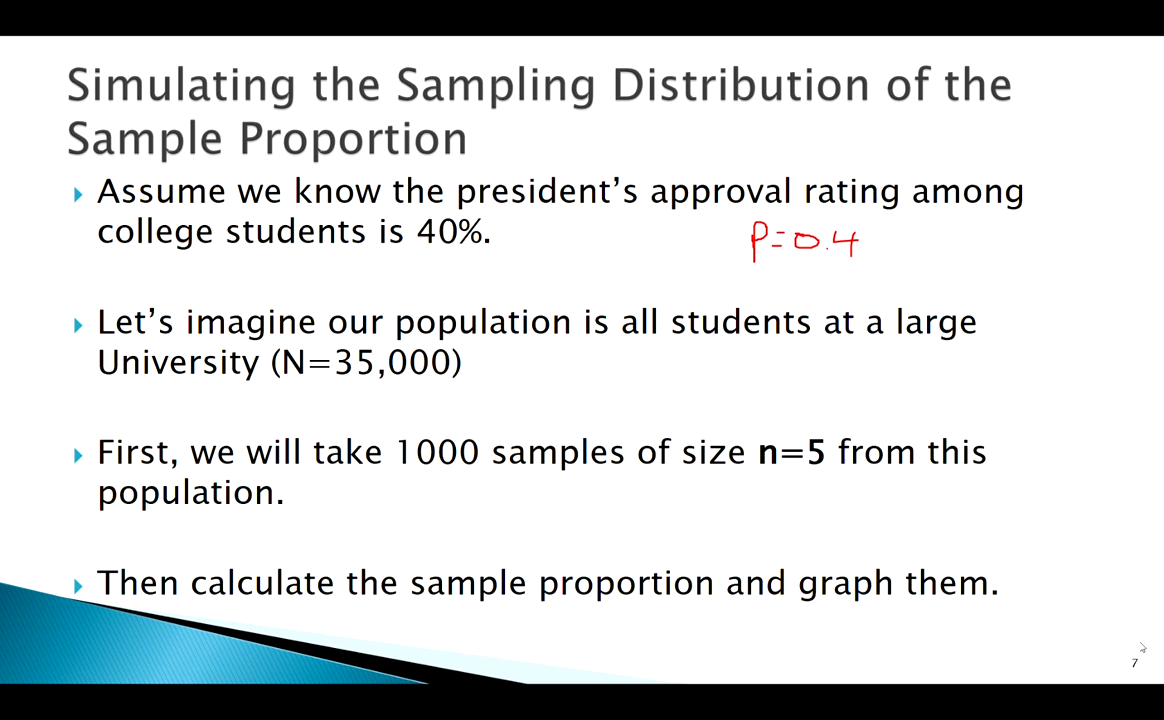 Simulating the Sampling Distribution of the
Sample Proportion
Assume we know the president’s approval rating among
college students is 40%.
p=0.4
Let’s imagine our population is all students at a large
University (N=35,000)
First, we will take 1000 samples of size n=5 from this
population.
Then calculate the sample proportion and graph them.
7